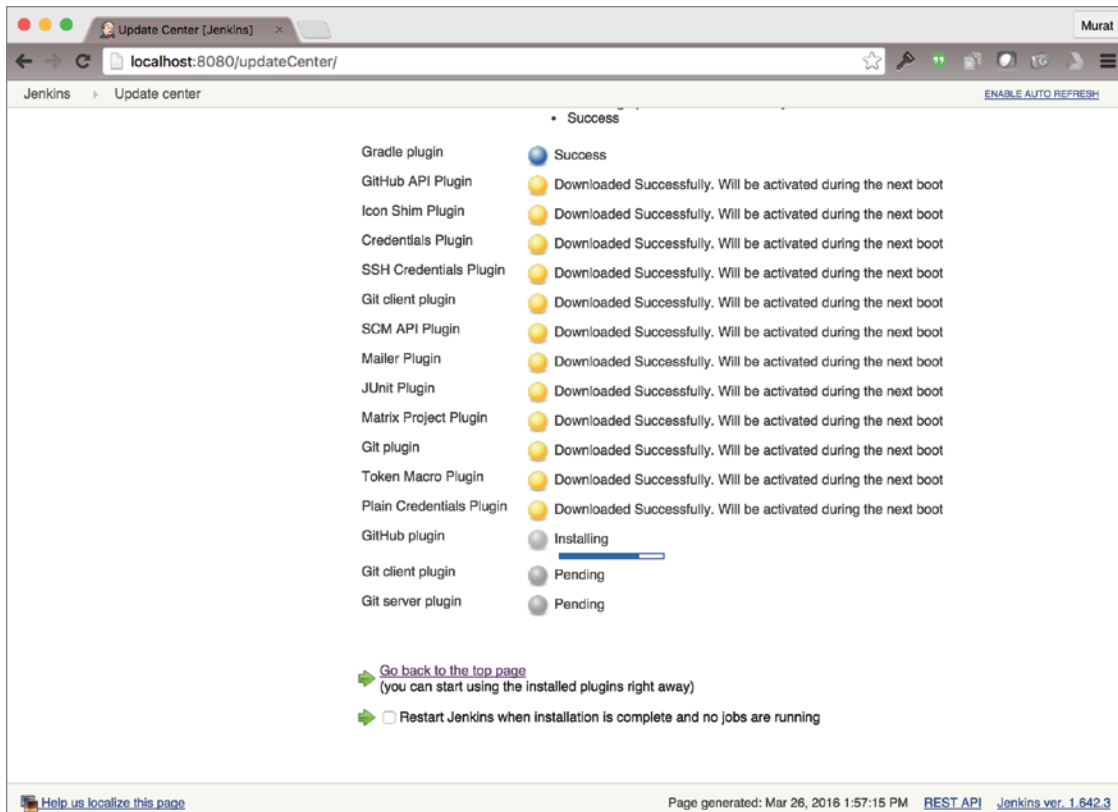 Update Center [Jenkins]
Murat
localhost:8080/updateCenter/
Jenkins
Update center
ENABLE AUTO REFRESH
Success
Gradle plugin Success
GitHub API Plugin Downloaded Successfully. Will be activated during the next boot
Icon Shim Plugin Downloaded Successfully. Will be activated during the next boot
Credentials Plugin Downloaded Successfully. Will be activated during the next boot
SSH Credentials Plugin Downloaded Successfully. Will be activated during the next boot
Git client plugin Downloaded Successfully. Will be activated during the next boot
SCM API Plugin Downloaded Successfully. Will be activated during the next boot
Mailer Plugin Downloaded Successfully. Will be activated during the next boot
JUnit Plugin Downloaded Successfully. Will be activated during the next boot
Matrix Project Plugin Downloaded Successfully. Will be activated during the next boot
Git plugin Downloaded Successfully. Will be activated during the next boot
Token Macro Plugin Downloaded Successfully. Will be activated during the next boot
Plain Credentials Plugin Downloaded Successfully. Will be activated during the next boot
GitHub plugin Installing
Git client plugin Pending
Git server plugin Pending
Go back to the top page
(you can start using the installed plugins right away)
Restart Jenkins when installation is complete and no jobs are running
Help us localize this page
Page generated: Mar 26, 2016 1:57:15 PM REST API Jenkins ver. 1.642.3